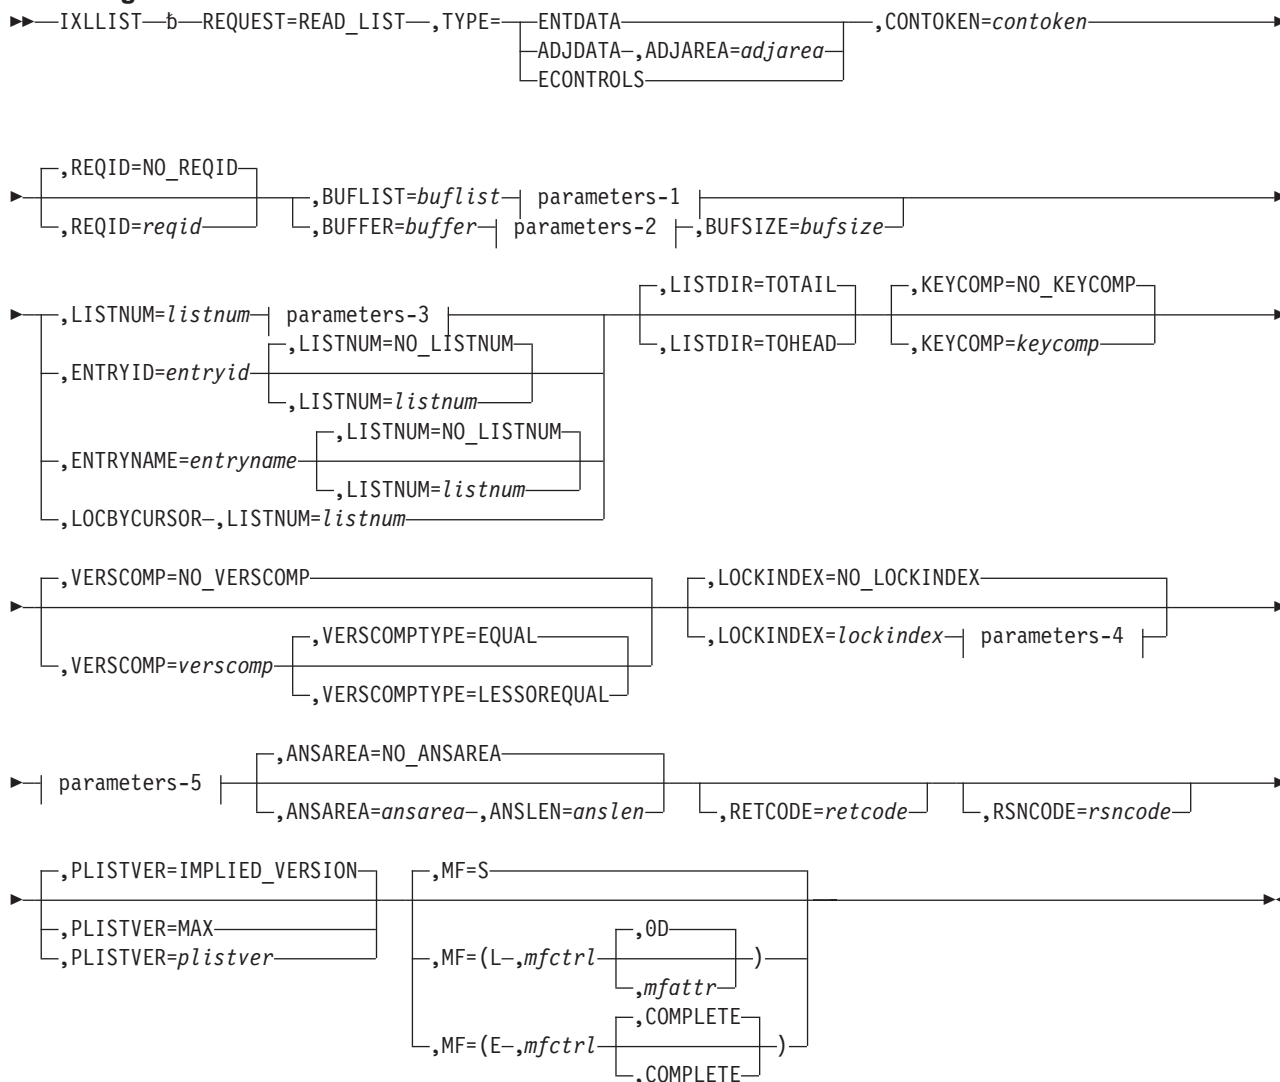 IXLLIST ƀ REQUEST=READ_LIST ,TYPE= ENTDATA ,CONTOKEN=contoken
ADJDATA ,ADJAREA=adjarea
ECONTROLS
,REQID=NO_REQID
,REQID=reqid
,BUFLIST=buflist parameters-1
,BUFFER=buffer parameters-2 ,BUFSIZE=bufsize
,LISTNUM=listnum parameters-3
,ENTRYID=entryid
,LISTNUM=NO_LISTNUM
,LISTNUM=listnum
,ENTRYNAME=entryname
,LISTNUM=NO_LISTNUM
,LISTNUM=listnum
,LOCBYCURSOR ,LISTNUM=listnum
,LISTDIR=TOTAIL
,LISTDIR=TOHEAD
,KEYCOMP=NO_KEYCOMP
,KEYCOMP=keycomp
,VERSCOMP=NO_VERSCOMP
,VERSCOMP=verscomp
,VERSCOMPTYPE=EQUAL
,VERSCOMPTYPE=LESSOREQUAL
,LOCKINDEX=NO_LOCKINDEX
,LOCKINDEX=lockindex parameters-4
parameters-5
,ANSAREA=NO_ANSAREA
,ANSAREA=ansarea ,ANSLEN=anslen
,RETCODE=retcode
,RSNCODE=rsncode
,PLISTVER=IMPLIED_VERSION
,PLISTVER=MAX
,PLISTVER=plistver
,MF=S
,MF=(L ,mfctrl
,0D
,mfattr
)
,MF=(E ,mfctrl
,COMPLETE
,COMPLETE
)